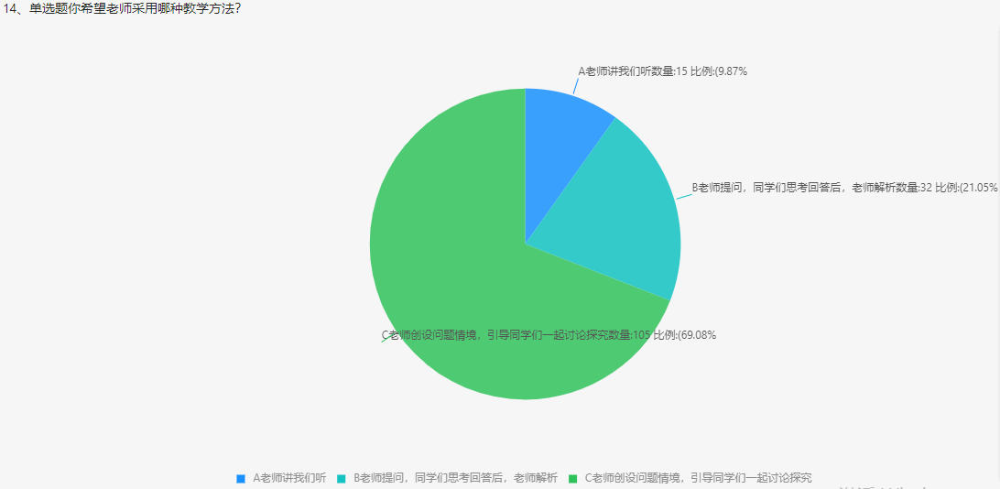 14、单选题你希望老师采用哪种教学方法？
A老师讲我们听数量:15 比例:(9.87%
B老师提问，同学们思考回答后，老师解析数量:32 比例:(21.05%
C老师创设问题情境，引导同学们一起讨论探究数量:105 比例:(69.08%
A老师讲我们听 B老师提问，同学们思考回答后，老师解析 C老师创设问题情境，引导同学们一起讨论探究